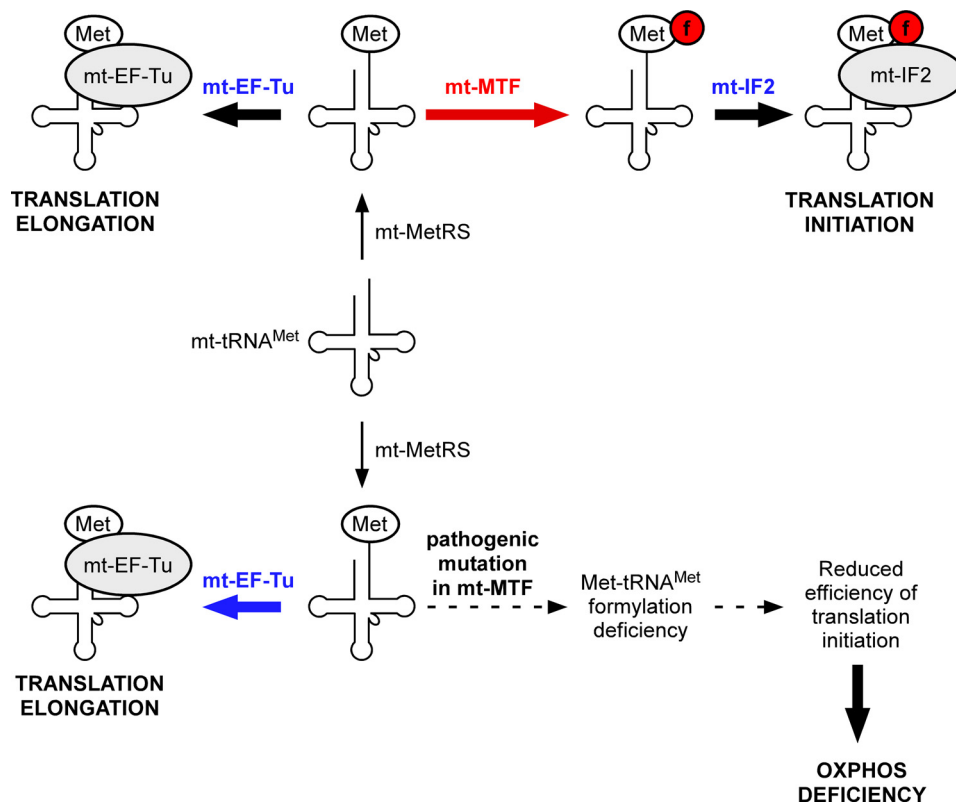 Met
mt-EF-Tu
mt-EF-Tu
Met
mt-MTF
Met
f
mt-IF2
Met
f
mt-IF2
TRANSLATION
ELONGATION
TRANSLATION
INITIATION
mt-MetRS
mt-tRNAMet
mt-MetRS
Met
mt-EF-Tu
mt-EF-Tu
Met
pathogenic
mutation
in mt-MTF
Met-tRNAMet
formylation
deficiency
Reduced
efficiency of
translation
initiation
TRANSLATION
ELONGATION
OXPHOS
DEFICIENCY